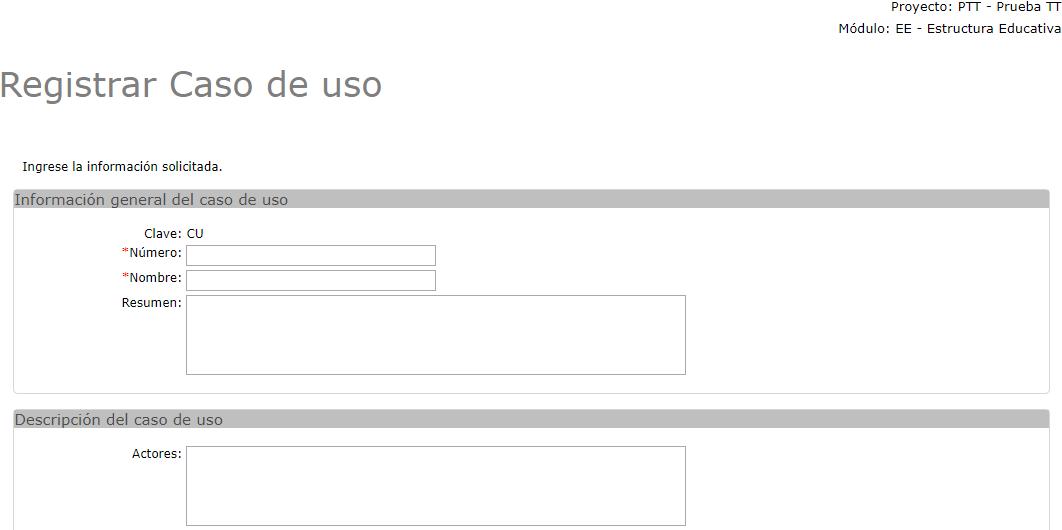 Proyecto: PTT - Prueba TT
Módulo: EE - Estructura Educativa
Registrar Caso de uso
Ingrese la información solicitada.
Información general del caso de uso
Clave: CU
*Número:
*Nombre:
Resumen:
Descripción del caso de uso
Actores: